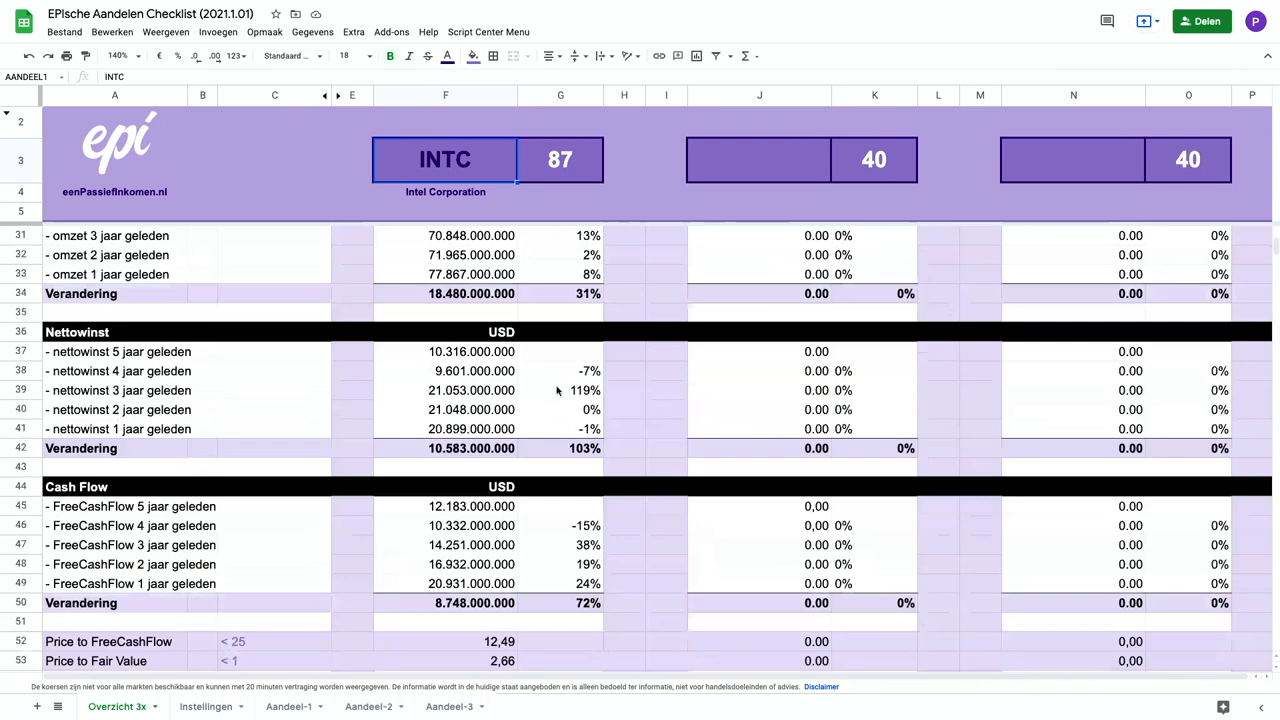 EPIsche Aandelen Checklist (2021.1.01)
Bestand Bewerken Weergeven Invoegen Opmaak Gegevens Extra Add-ons Help Script Center Menu
Delen
P
140% € % .0 .00 123 Standaard ... 18 B I S A Σ
AANDEEL1 fx INTC
A B C E F G H I J K L M N O P
2
epi
3 INTC 87 40 40
4 eenPassiefInkomen.nl Intel Corporation
5
31 - omzet 3 jaar geleden 70.848.000.000 13% 0.00 0% 0.00 0%
32 - omzet 2 jaar geleden 71.965.000.000 2% 0.00 0% 0.00 0%
33 - omzet 1 jaar geleden 77.867.000.000 8% 0.00 0% 0.00 0%
34 Verandering 18.480.000.000 31% 0.00 0% 0.00 0%
35
36 Nettowinst USD
37 - nettowinst 5 jaar geleden 10.316.000.000 0.00 0.00
38 - nettowinst 4 jaar geleden 9.601.000.000 -7% 0.00 0% 0.00 0%
39 - nettowinst 3 jaar geleden 21.053.000.000 119% 0.00 0% 0.00 0%
40 - nettowinst 2 jaar geleden 21.048.000.000 0% 0.00 0% 0.00 0%
41 - nettowinst 1 jaar geleden 20.899.000.000 -1% 0.00 0% 0.00 0%
42 Verandering 10.583.000.000 103% 0.00 0% 0.00 0%
43
44 Cash Flow USD
45 - FreeCashFlow 5 jaar geleden 12.183.000.000 0,00 0.00
46 - FreeCashFlow 4 jaar geleden 10.332.000.000 -15% 0,00 0% 0.00 0%
47 - FreeCashFlow 3 jaar geleden 14.251.000.000 38% 0.00 0% 0.00 0%
48 - FreeCashFlow 2 jaar geleden 16.932.000.000 19% 0.00 0% 0.00 0%
49 - FreeCashFlow 1 jaar geleden 20.931.000.000 24% 0.00 0% 0.00 0%
50 Verandering 8.748.000.000 72% 0.00 0% 0.00 0%
51
52 Price to FreeCashFlow < 25 12,49 0.00 0,00
53 Price to Fair Value < 1 2,66 0.00 0,00
De koersen zijn niet voor alle markten beschikbaar en kunnen met 20 minuten vertraging worden weergegeven. De informatie wordt in de huidige staat aangeboden en is alleen bedoeld ter informatie, niet voor handelsdoeleinden of advies. Disclaimer
Overzicht 3x Instellingen Aandeel-1 Aandeel-2 Aandeel-3